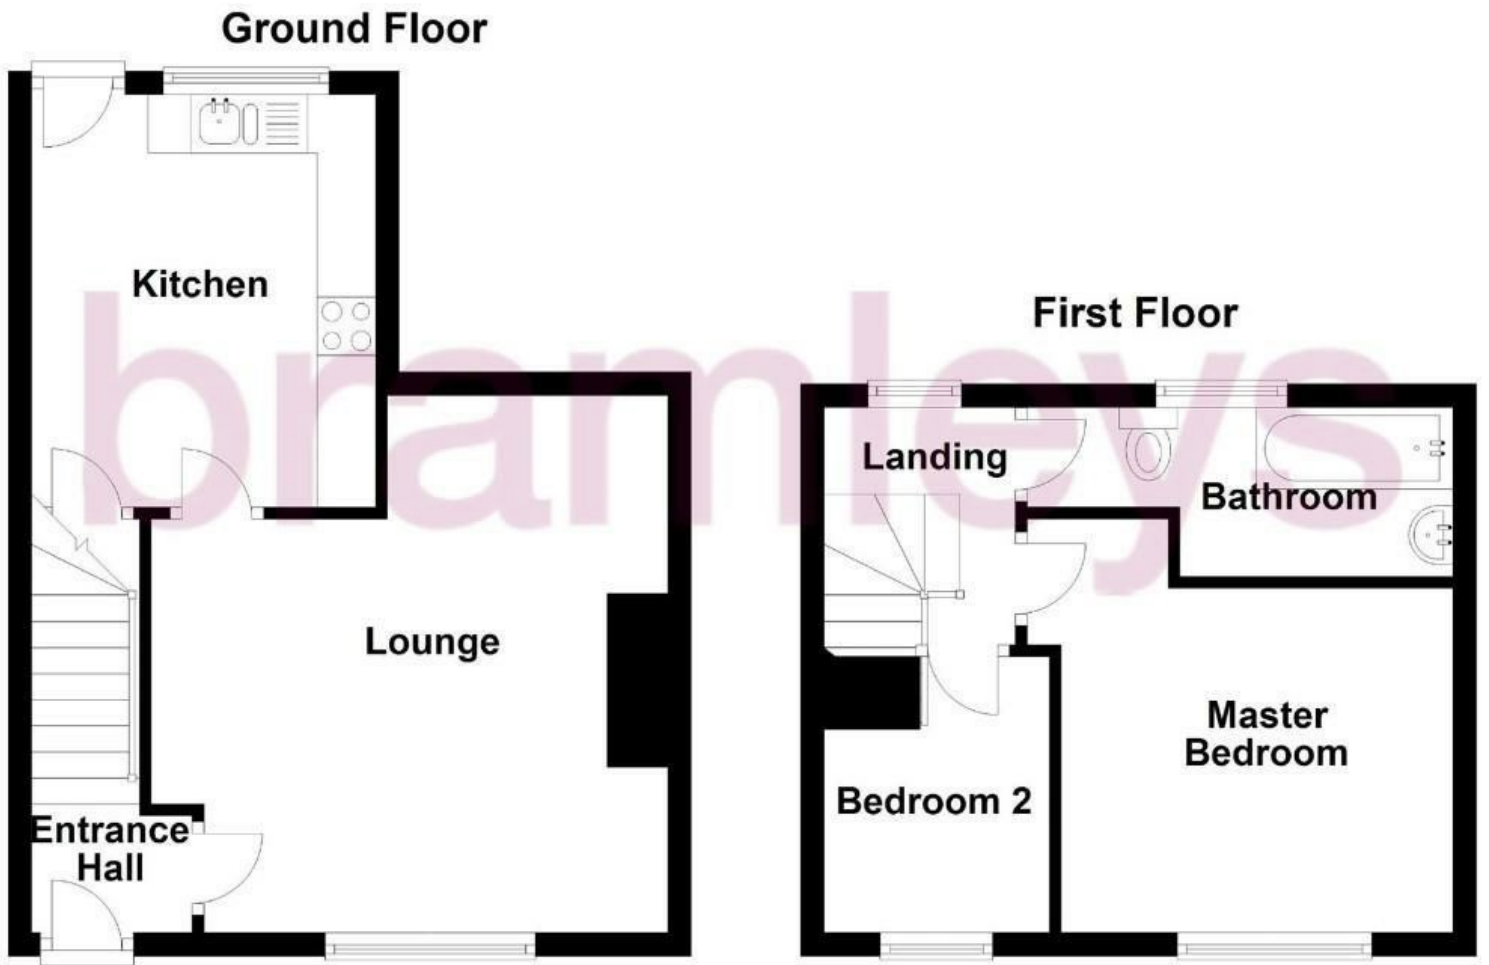 Ground Floor
Kitchen
Lounge
Entrance
Hall
First Floor
Landing
Bathroom
Master
Bedroom
Bedroom 2
bramleys